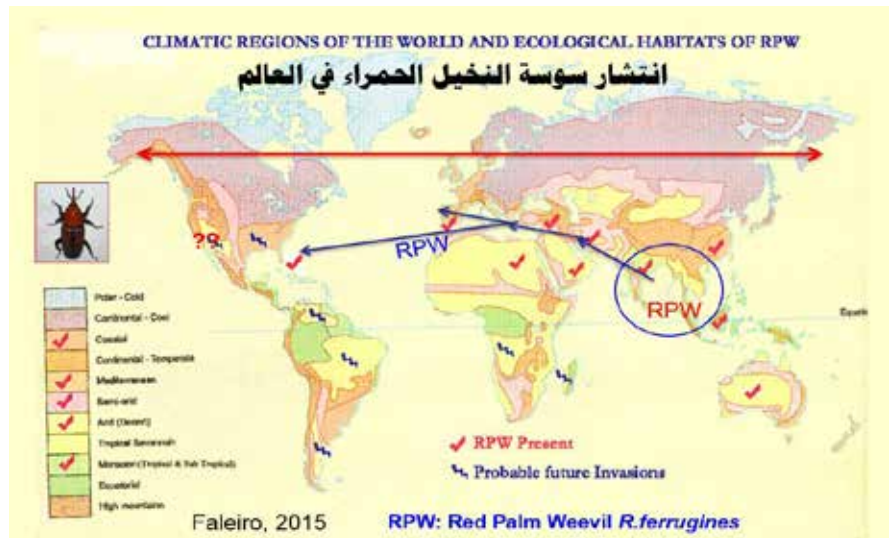 CLIMATIC REGIONS OF THE WORLD AND ECOLOGICAL HABITATS OF RPW
انتشار سوسة النخيل الحمراء في العالم
??
RPW
RPW
Polar - Cold
Continental - Cool
Coastal
Continental - Temperate
Mediterranean
Semi-arid
Arid (Desert)
Tropical Savannah
Monsoon (Tropical & Sub Tropical)
Equatorial
High mountains
RPW Present
Probable future Invasions
Faleiro, 2015
RPW: Red Palm Weevil R.ferrugines